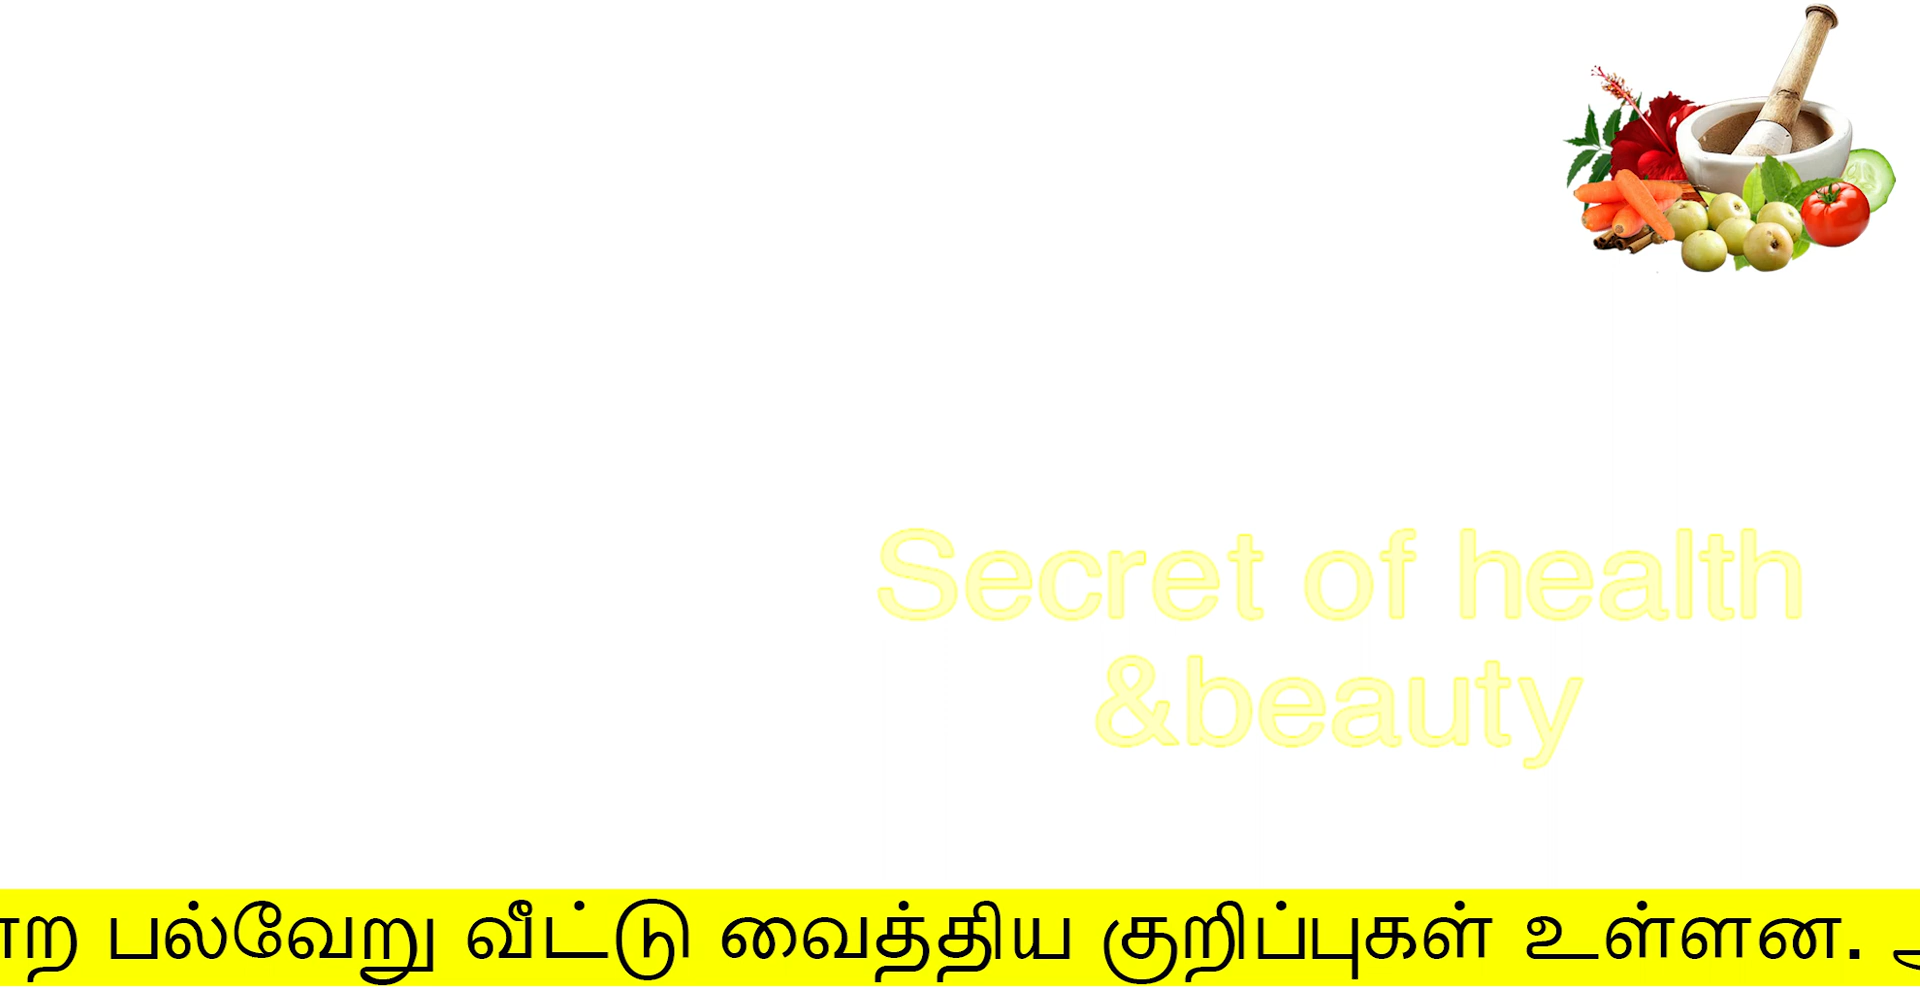 Secret of health
&beauty
பல்வேறு வீட்டு வைத்திய குறிப்புகள் உள்ளன.